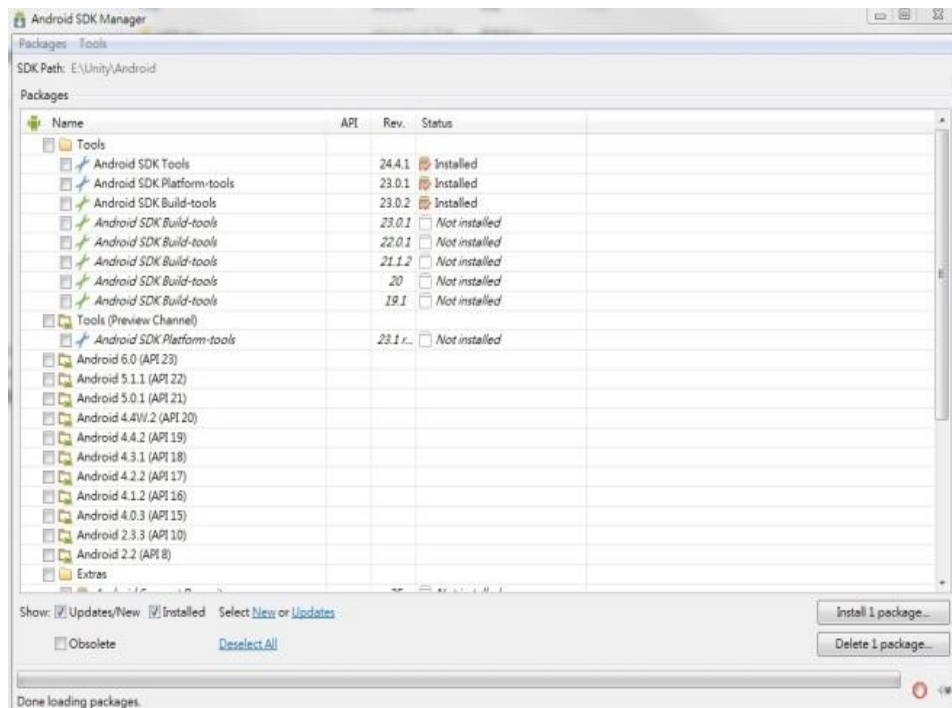 Android SDK Manager
Packages Tools
SDK Path: E:\Unity\Android
Packages
Name API Rev. Status
Tools
Android SDK Tools 24.4.1 Installed
Android SDK Platform-tools 23.0.1 Installed
Android SDK Build-tools 23.0.2 Installed
Android SDK Build-tools 23.0.1 Not installed
Android SDK Build-tools 22.0.1 Not installed
Android SDK Build-tools 21.1.2 Not installed
Android SDK Build-tools 20 Not installed
Android SDK Build-tools 19.1 Not installed
Tools (Preview Channel)
Android SDK Platform-tools 23.1 r... Not installed
Android 6.0 (API 23)
Android 5.1.1 (API 22)
Android 5.0.1 (API 21)
Android 4.4W.2 (API 20)
Android 4.4.2 (API 19)
Android 4.3.1 (API 18)
Android 4.2.2 (API 17)
Android 4.1.2 (API 16)
Android 4.0.3 (API 15)
Android 2.3.3 (API 10)
Android 2.2 (API 8)
Extras
Show: Updates/New Installed Select New or Updates
Install 1 package...
Obsolete Deselect All
Delete 1 package...
Done loading packages.